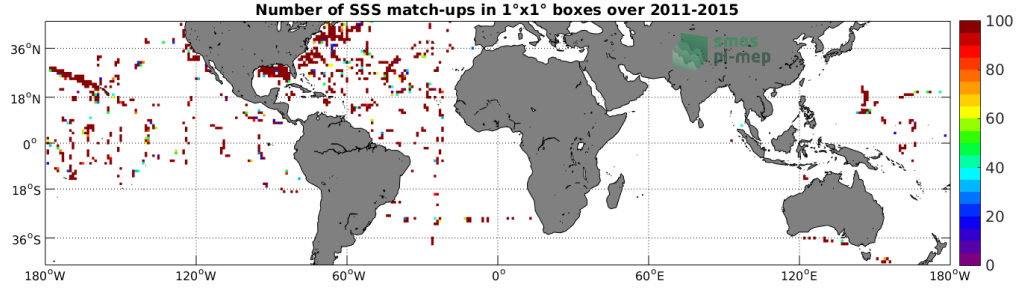 Number of SSS match-ups in 1°x1° boxes over 2011-2015
smos
pi-mep
36°N
18°N
0°
18°S
36°S
180°W
120°W
60°W
0°
60°E
120°E
180°W
100
80
60
40
20
0